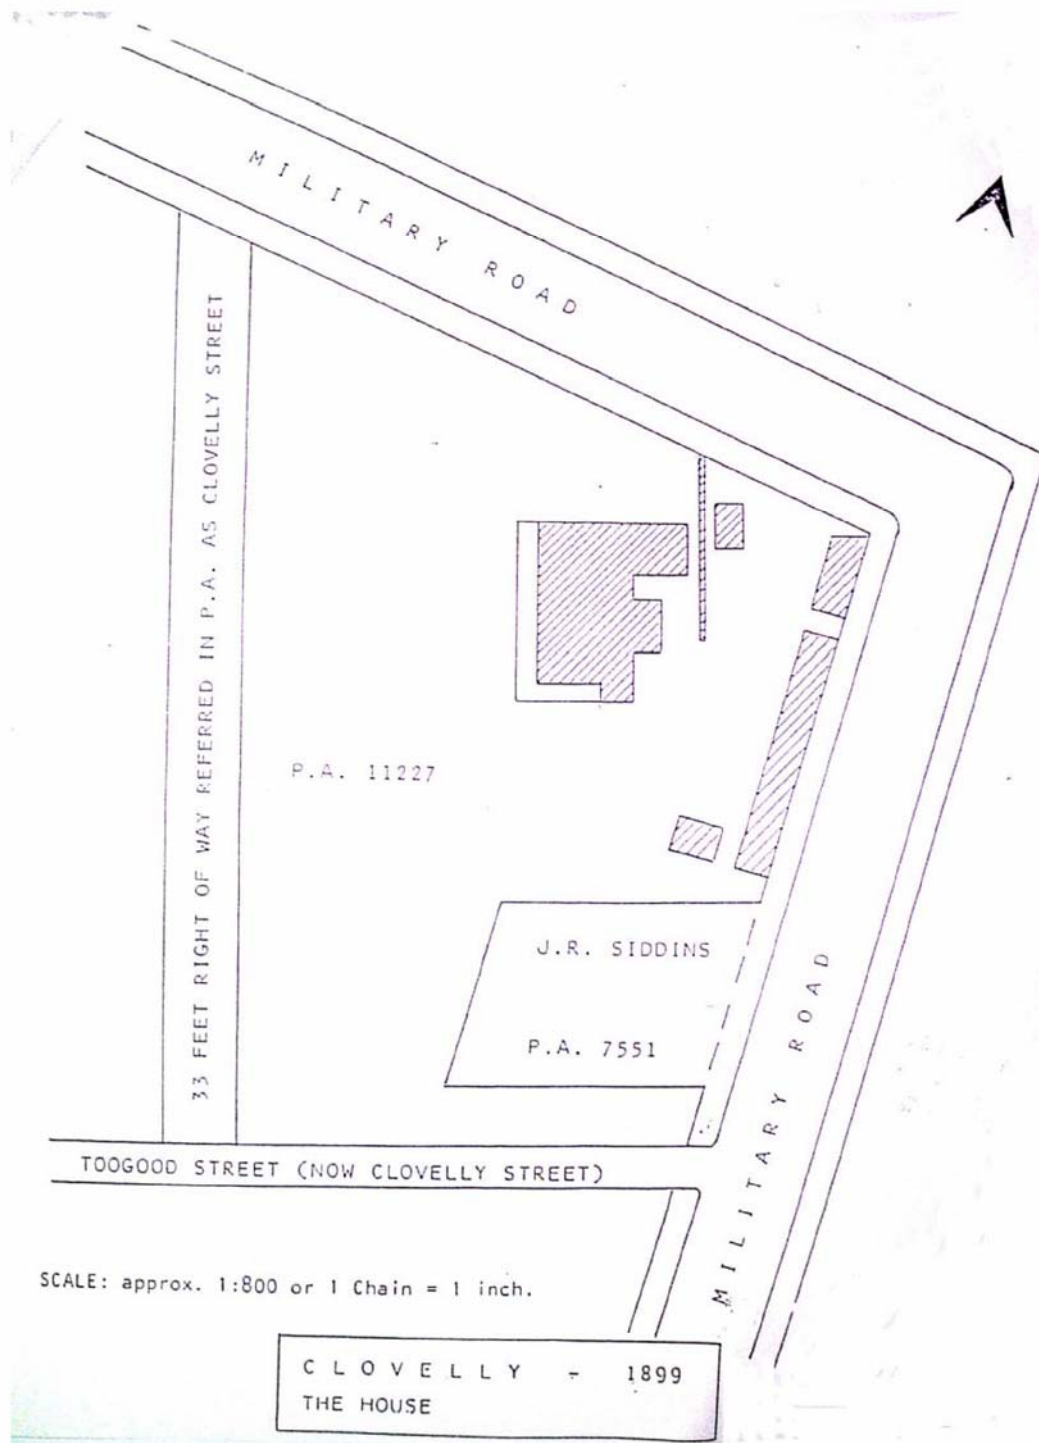 MILITARY ROAD
33 FEET RIGHT OF WAY REFERRED IN P.A. AS CLOVELLY STREET
P.A. 11227
J.R. SIDDINS
P.A. 7551
MILITARY ROAD
TOOGOOD STREET (NOW CLOVELLY STREET)
SCALE: approx. 1:800 or 1 Chain = 1 inch.
CLOVELLY - 1899
THE HOUSE